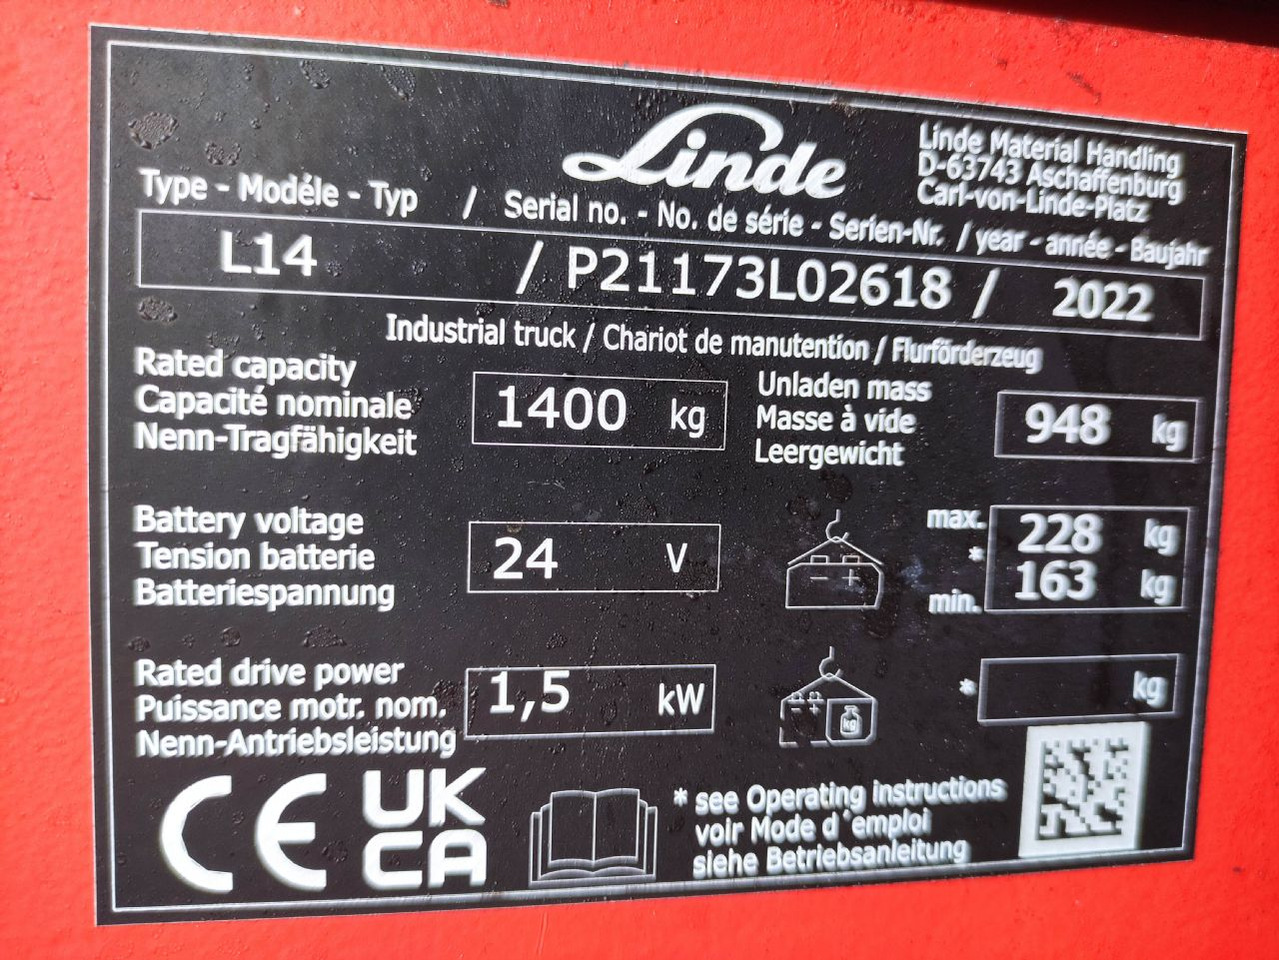 Linde
Linde Material Handling
D-63743 Aschaffenburg
Carl-von-Linde-Platz
Type - Modéle - Typ / Serial no. - No. de série - Serien-Nr. / year - année - Baujahr
L14 / P21173L02618 / 2022
Industrial truck / Chariot de manutention / Flurförderzeug
Rated capacity
Capacité nominale
Nenn-Tragfähigkeit
1400 kg
Unladen mass
Masse à vide
Leergewicht
948 kg
Battery voltage
Tension batterie
Batteriespannung
24 V
- +
max. 228 kg
*
min. 163 kg
Rated drive power
Puissance motr. nom.
Nenn-Antriebsleistung
1,5 kW
- + kg
* kg
CE
UK
CA
* see Operating instructions
voir Mode d´emploi
siehe Betriebsanleitung